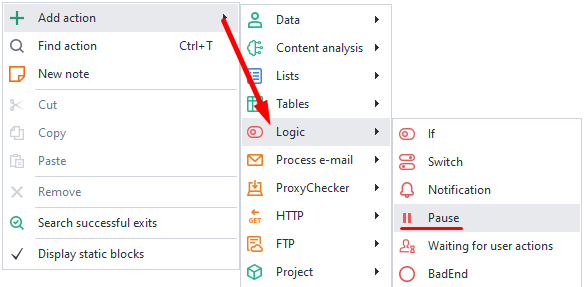 Add action
Find action Ctrl+T
New note
Cut
Copy
Paste
Remove
Search successful exits
Display static blocks
Data
Content analysis
Lists
Tables
Logic
Process e-mail
ProxyChecker
GET
HTTP
FTP
Project
If
Switch
Notification
Pause
Waiting for user actions
BadEnd